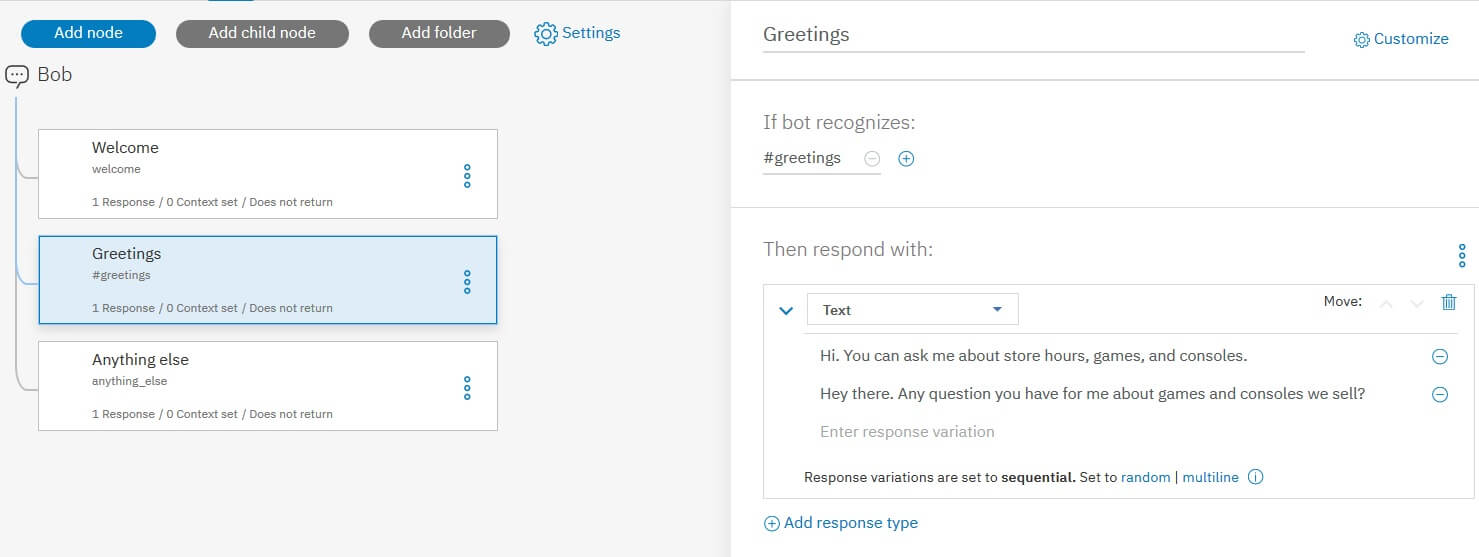 Add node
Add child node
Add folder
Settings
Bob
Welcome
welcome
1 Response / 0 Context set / Does not return
Greetings
#greetings
1 Response / 0 Context set / Does not return
Anything else
anything_else
1 Response / 0 Context set / Does not return
Greetings
Customize
If bot recognizes:
#greetings
Then respond with:
Text
Move:
Hi. You can ask me about store hours, games, and consoles.
Hey there. Any question you have for me about games and consoles we sell?
Enter response variation
Response variations are set to sequential. Set to random | multiline
Add response type